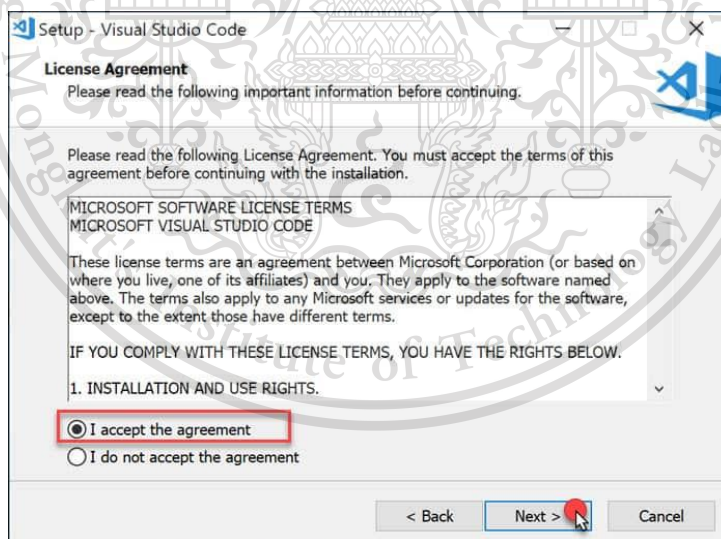 Setup - Visual Studio Code
License Agreement
Please read the following important information before continuing.
Please read the following License Agreement. You must accept the terms of this
agreement before continuing with the installation.
MICROSOFT SOFTWARE LICENSE TERMS
MICROSOFT VISUAL STUDIO CODE
These license terms are an agreement between Microsoft Corporation (or based on
where you live, one of its affiliates) and you. They apply to the software named
above. The terms also apply to any Microsoft services or updates for the software,
except to the extent those have different terms.
IF YOU COMPLY WITH THESE LICENSE TERMS, YOU HAVE THE RIGHTS BELOW.
1. INSTALLATION AND USE RIGHTS.
I accept the agreement
I do not accept the agreement
< Back
Next >
Cancel
Institute of Technology